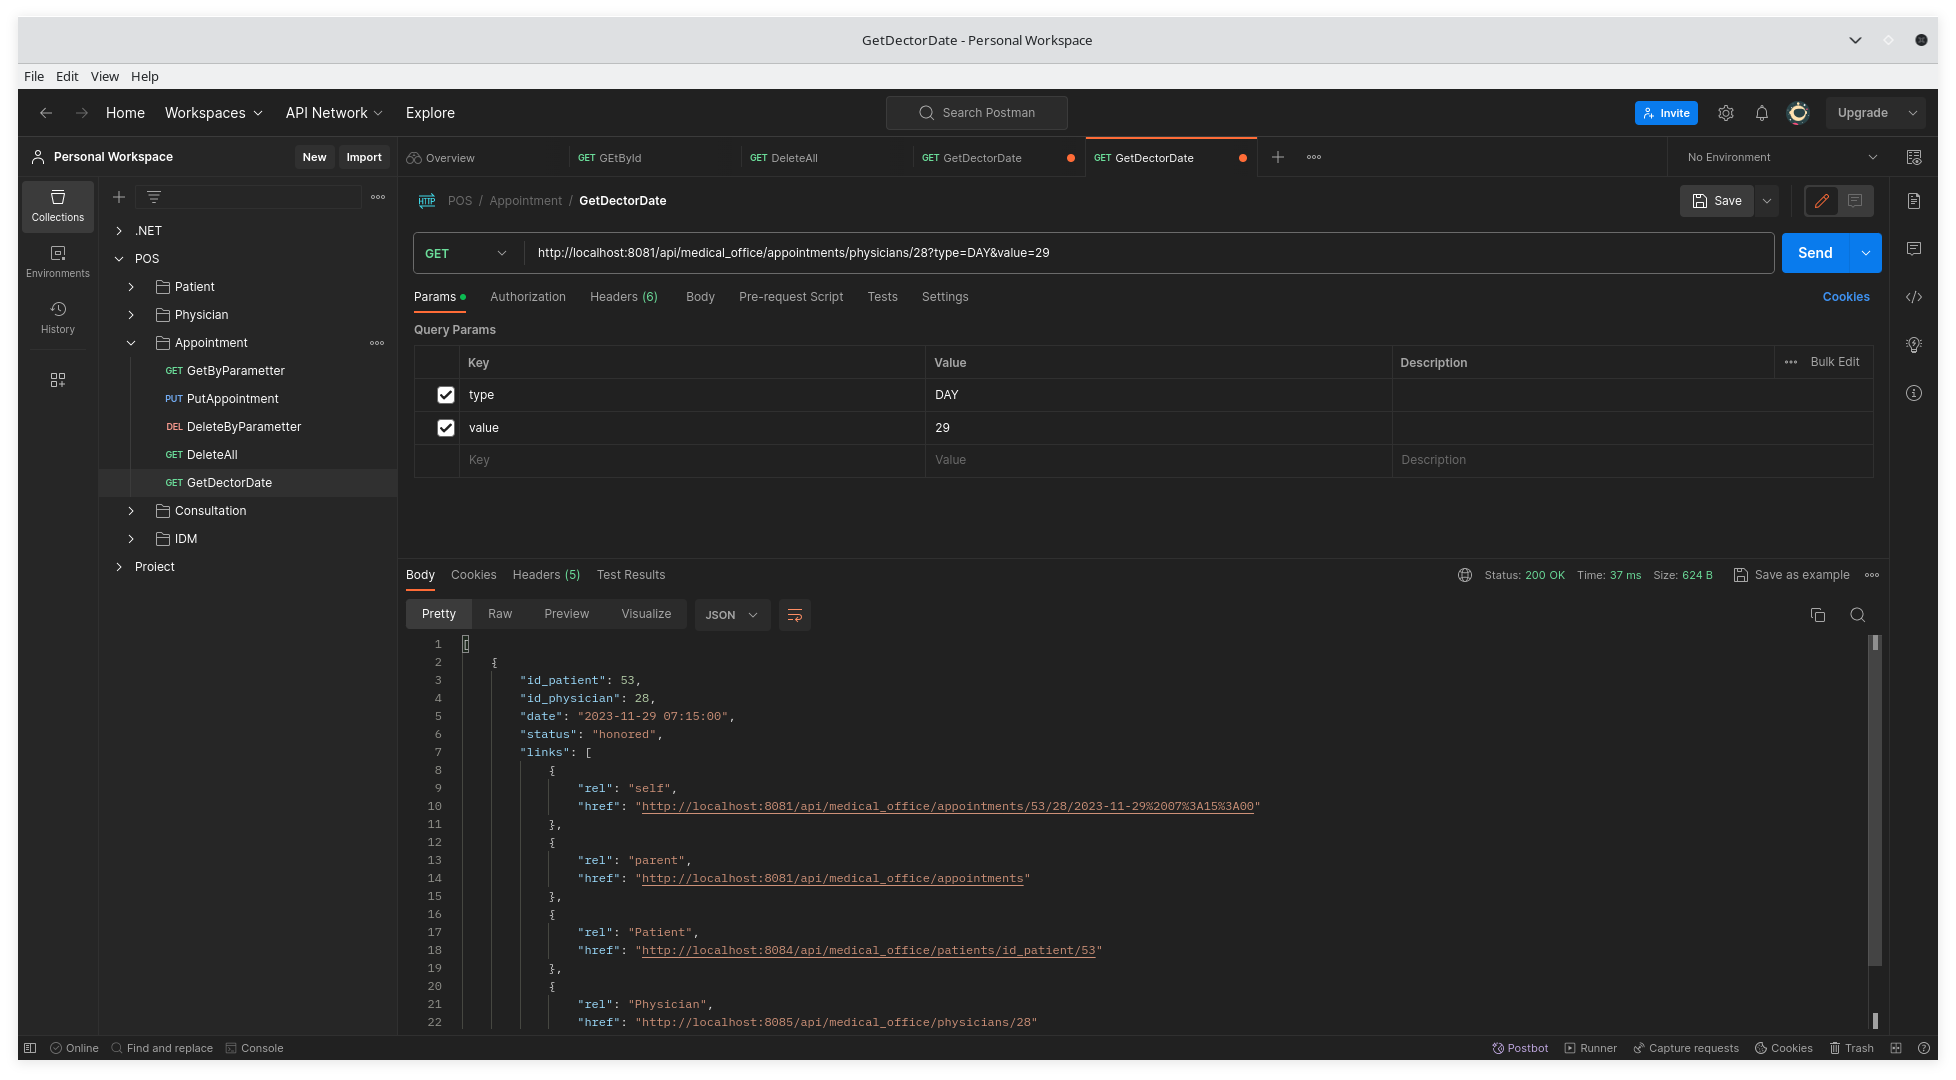 GetDectorDate - Personal Workspace
File Edit View Help
Home Workspaces API Network Explore Search Postman Invite Upgrade
Personal Workspace New Import
Overview GET GEtById GET DeleteAll GET GetDectorDate GET GetDectorDate No Environment
Collections
Environments
History
.NET
POS
Patient
Physician
Appointment
GET GetByParametter
PUT PutAppointment
DEL DeleteByParametter
GET DeleteAll
GET GetDectorDate
Consultation
IDM
Proiect
HTTP POS / Appointment / GetDectorDate Save
GET http://localhost:8081/api/medical_office/appointments/physicians/28?type=DAY&value=29 Send
Params Authorization Headers (6) Body Pre-request Script Tests Settings Cookies
Query Params
Key Value Description Bulk Edit
type DAY
value 29
Key Value Description
Body Cookies Headers (5) Test Results Status: 200 OK Time: 37 ms Size: 624 B Save as example
Pretty Raw Preview Visualize JSON
1 [
2 {
3 "id_patient": 53,
4 "id_physician": 28,
5 "date": "2023-11-29 07:15:00",
6 "status": "honored",
7 "links": [
8 {
9 "rel": "self",
10 "href": "http://localhost:8081/api/medical_office/appointments/53/28/2023-11-29%2007%3A15%3A00"
11 },
12 {
13 "rel": "parent",
14 "href": "http://localhost:8081/api/medical_office/appointments"
15 },
16 {
17 "rel": "Patient",
18 "href": "http://localhost:8084/api/medical_office/patients/id_patient/53"
19 },
20 {
21 "rel": "Physician",
22 "href": "http://localhost:8085/api/medical_office/physicians/28"
Online Find and replace Console Postbot Runner Capture requests Cookies Trash